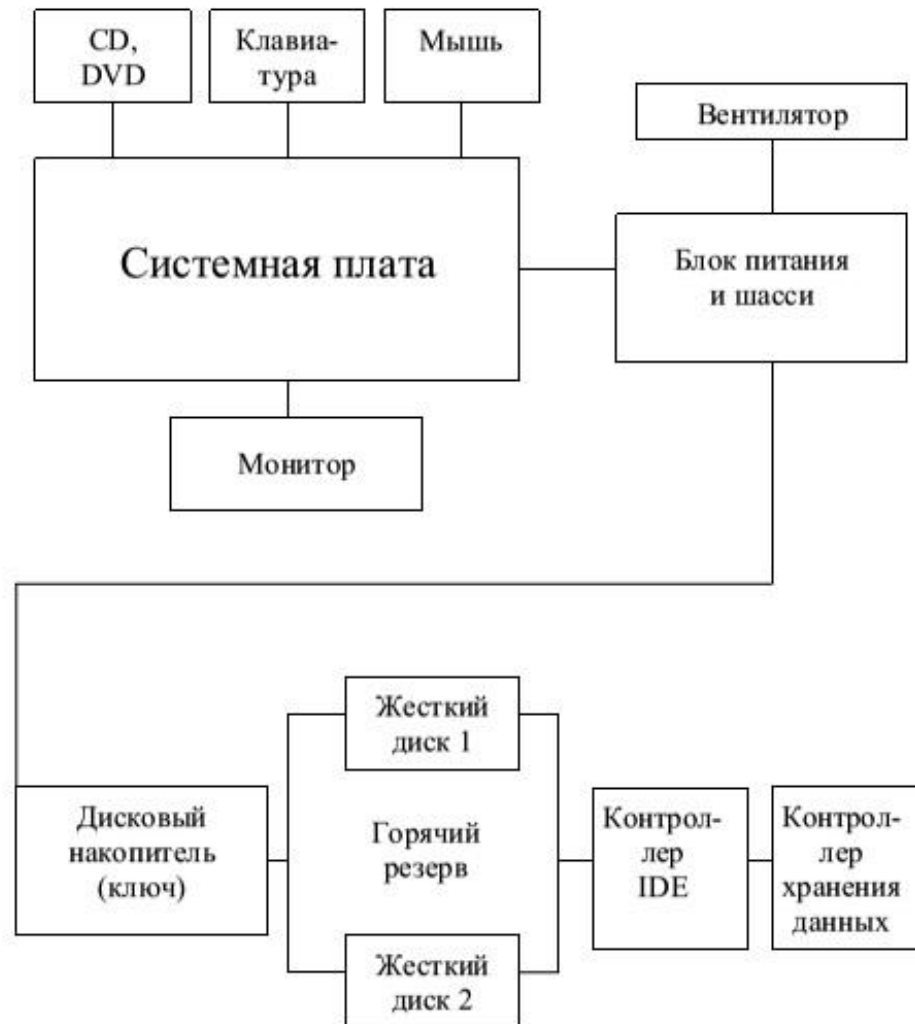 CD,
DVD
Клавиа-
тура
Мышь
Вентилятор
Системная плата
Блок питания
и шасси
Монитор
Жесткий
диск 1
Дисковый
накопитель
(ключ)
Горячий
резерв
Контрол-
лер
IDE
Контрол-
лер
хранения
данных
Жесткий
диск 2